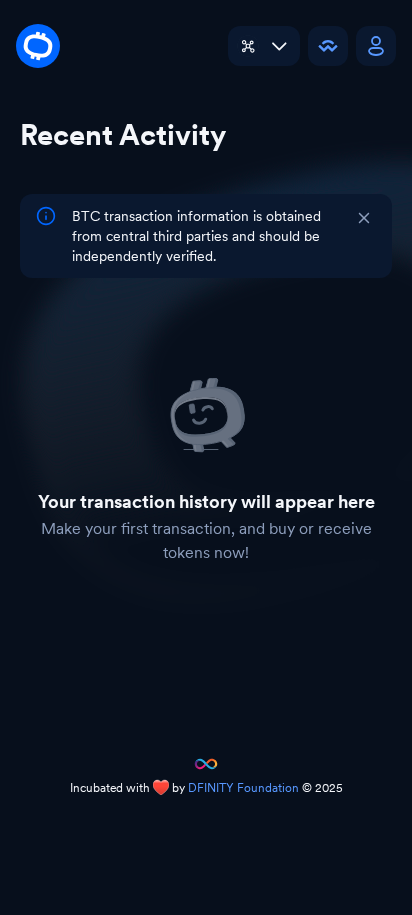 Recent Activity
BTC transaction information is obtained
from central third parties and should be
independently verified.
Your transaction history will appear here
Make your first transaction, and buy or receive
tokens now!
Incubated with ❤️ by DFINITY Foundation © 2025